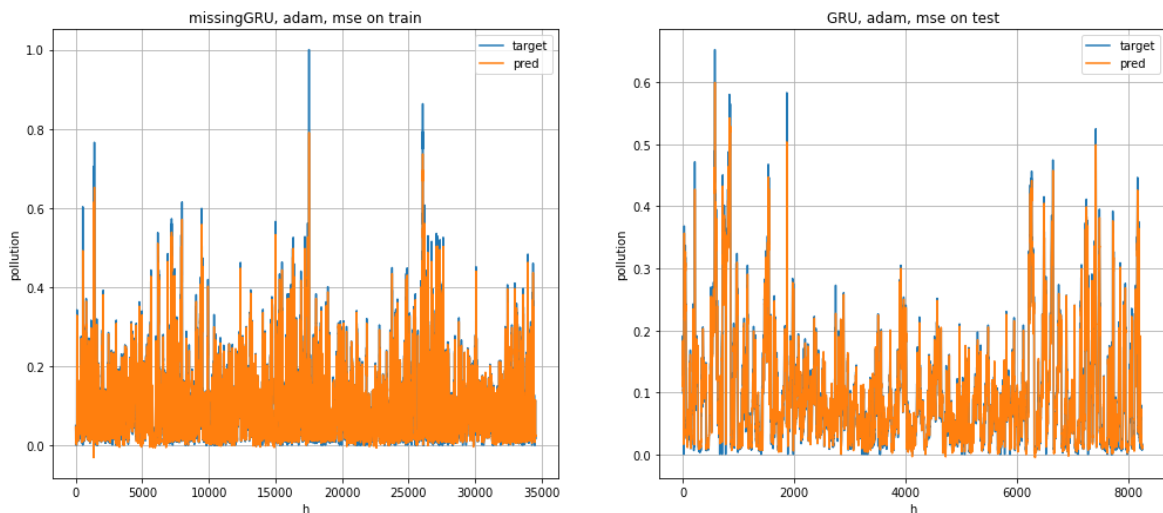 missingGRU, adam, mse on train
target
pred
pollution
1.0
0.8
0.6
0.4
0.2
0.0
0 5000 10000 15000 20000 25000 30000 35000
h
GRU, adam, mse on test
target
pred
pollution
0.6
0.5
0.4
0.3
0.2
0.1
0.0
0 2000 4000 6000 8000
h